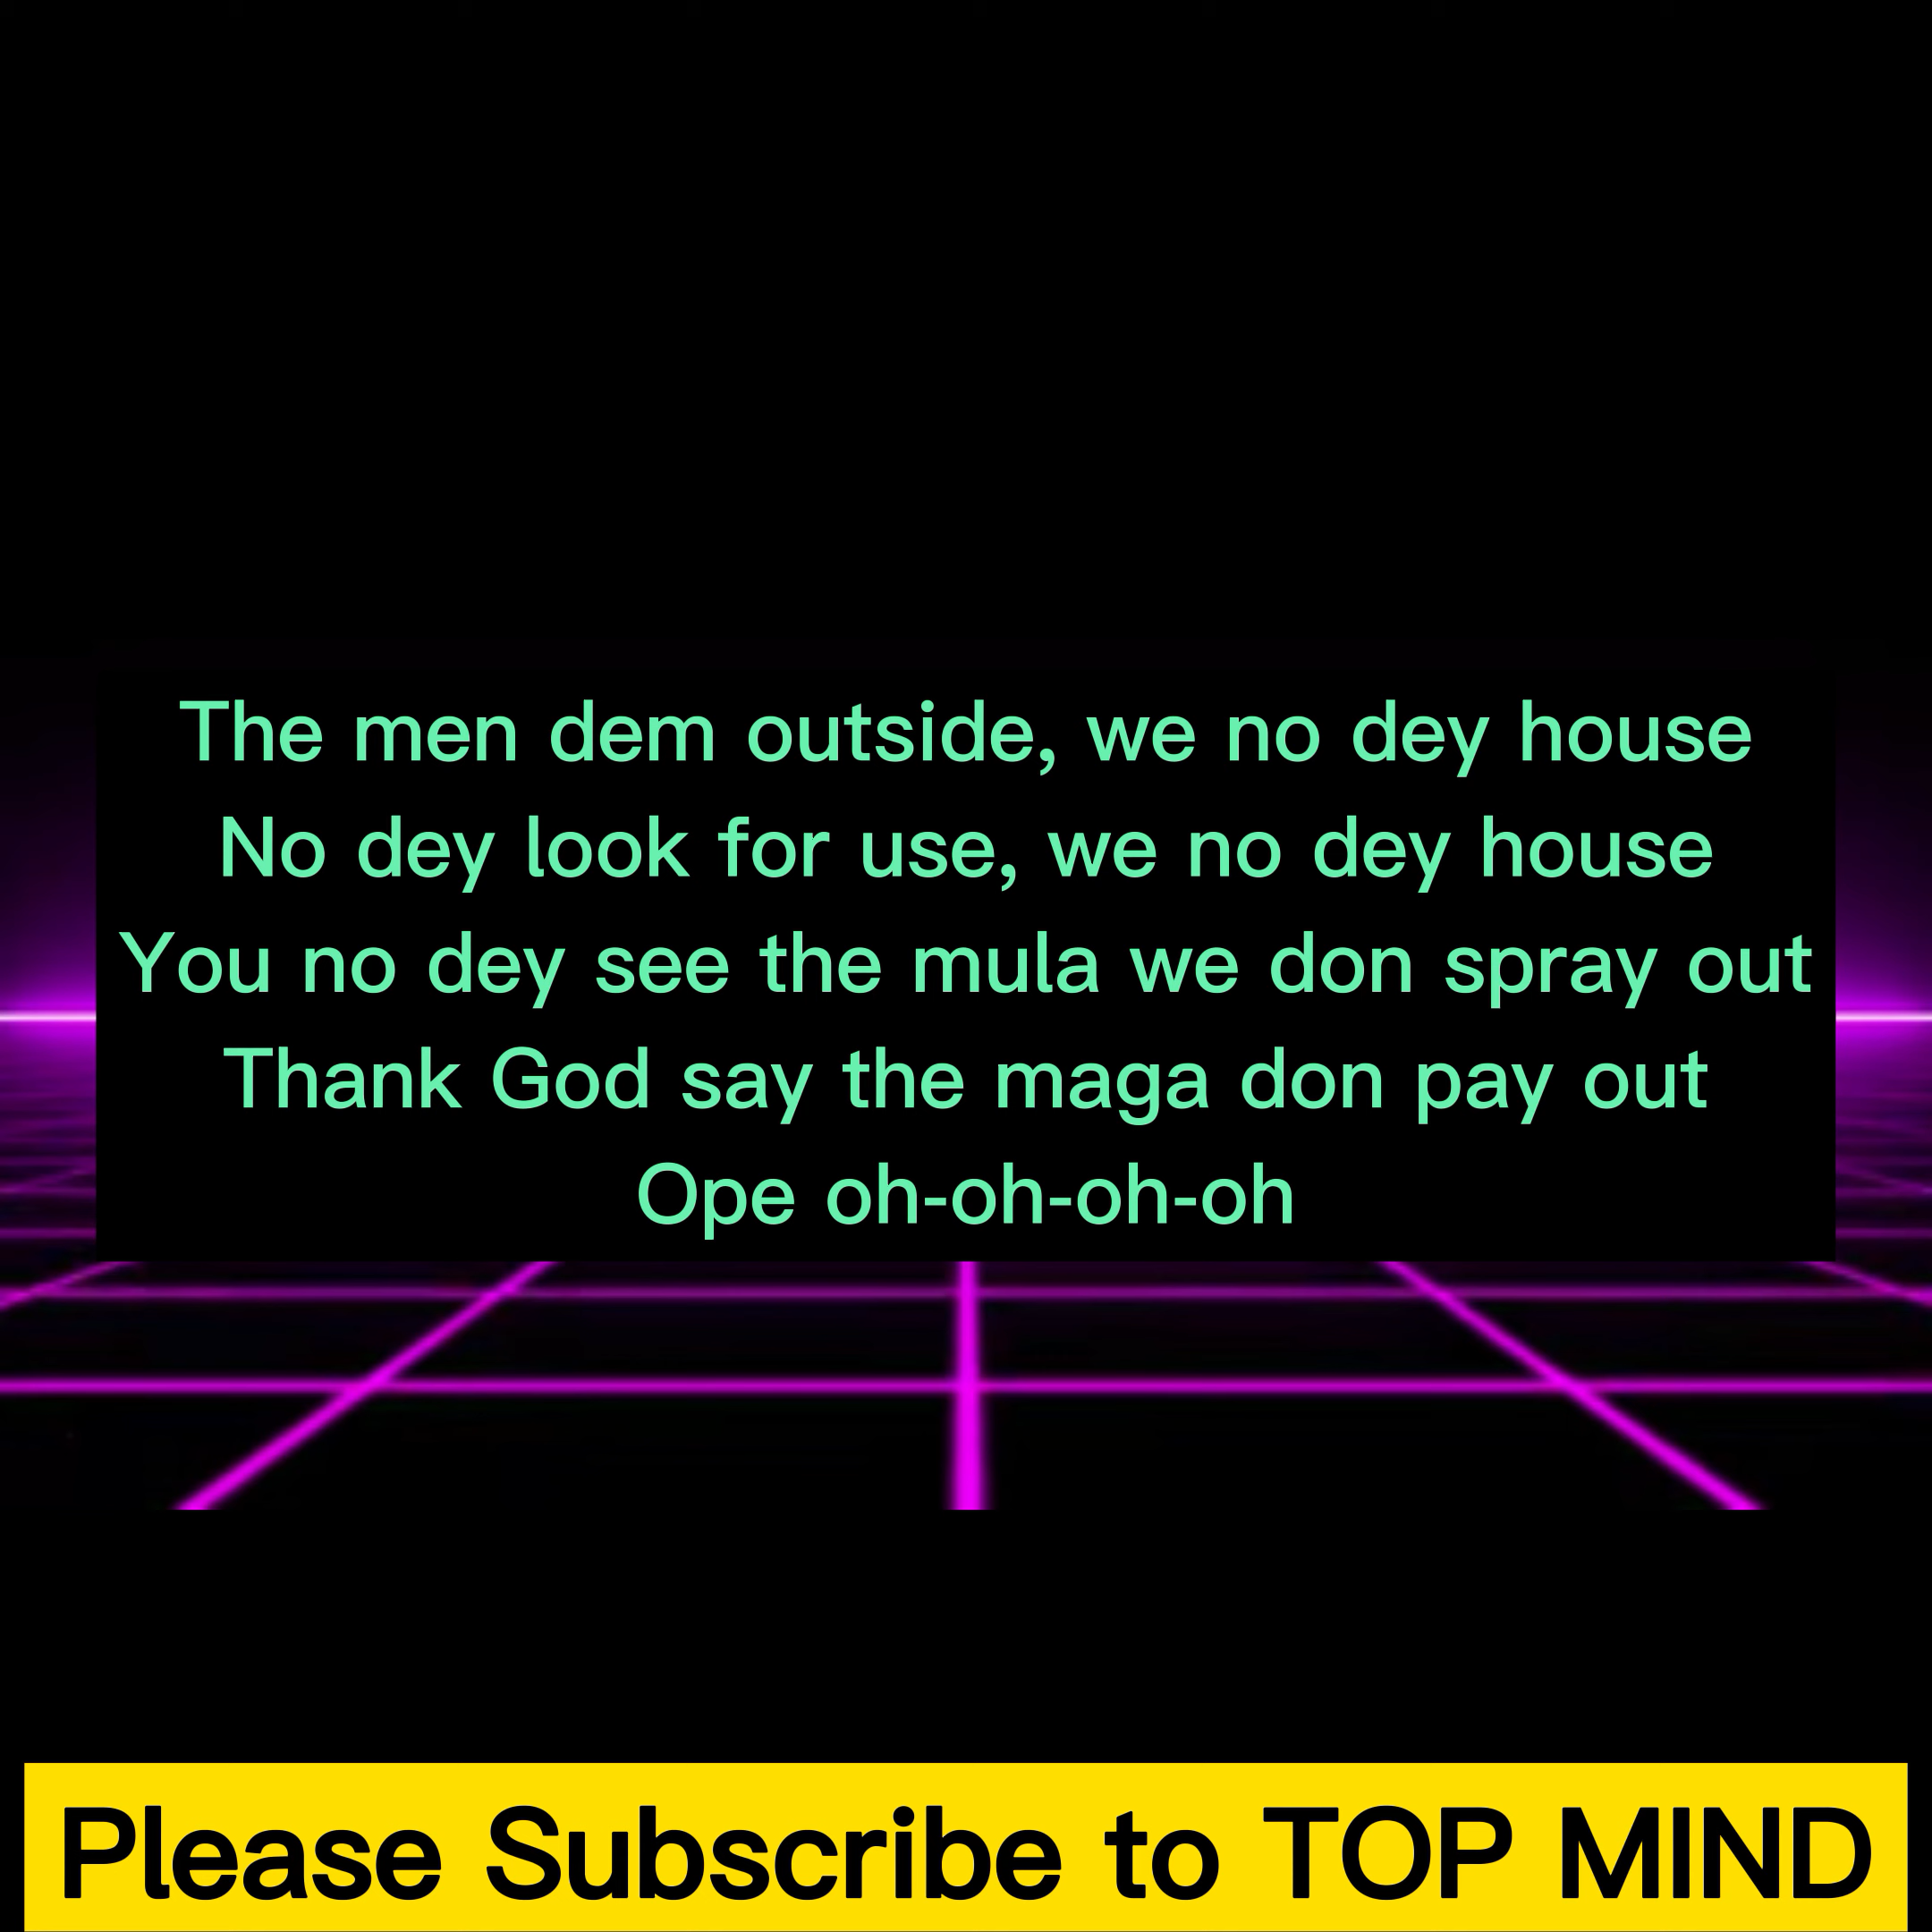 The men dem outside, we no dey house
No dey look for use, we no dey house
You no dey see the mula we don spray out
Thank God say the maga don pay out
Ope oh-oh-oh-oh
Please Subscribe to TOP MIND